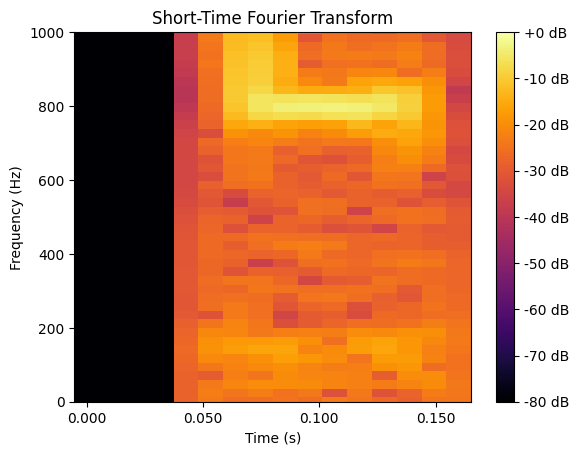 Short-Time Fourier Transform
1000
800
600
400
200
0
Frequency (Hz)
0.000
0.050
0.100
0.150
Time (s)
+0 dB
-10 dB
-20 dB
-30 dB
-40 dB
-50 dB
-60 dB
-70 dB
-80 dB